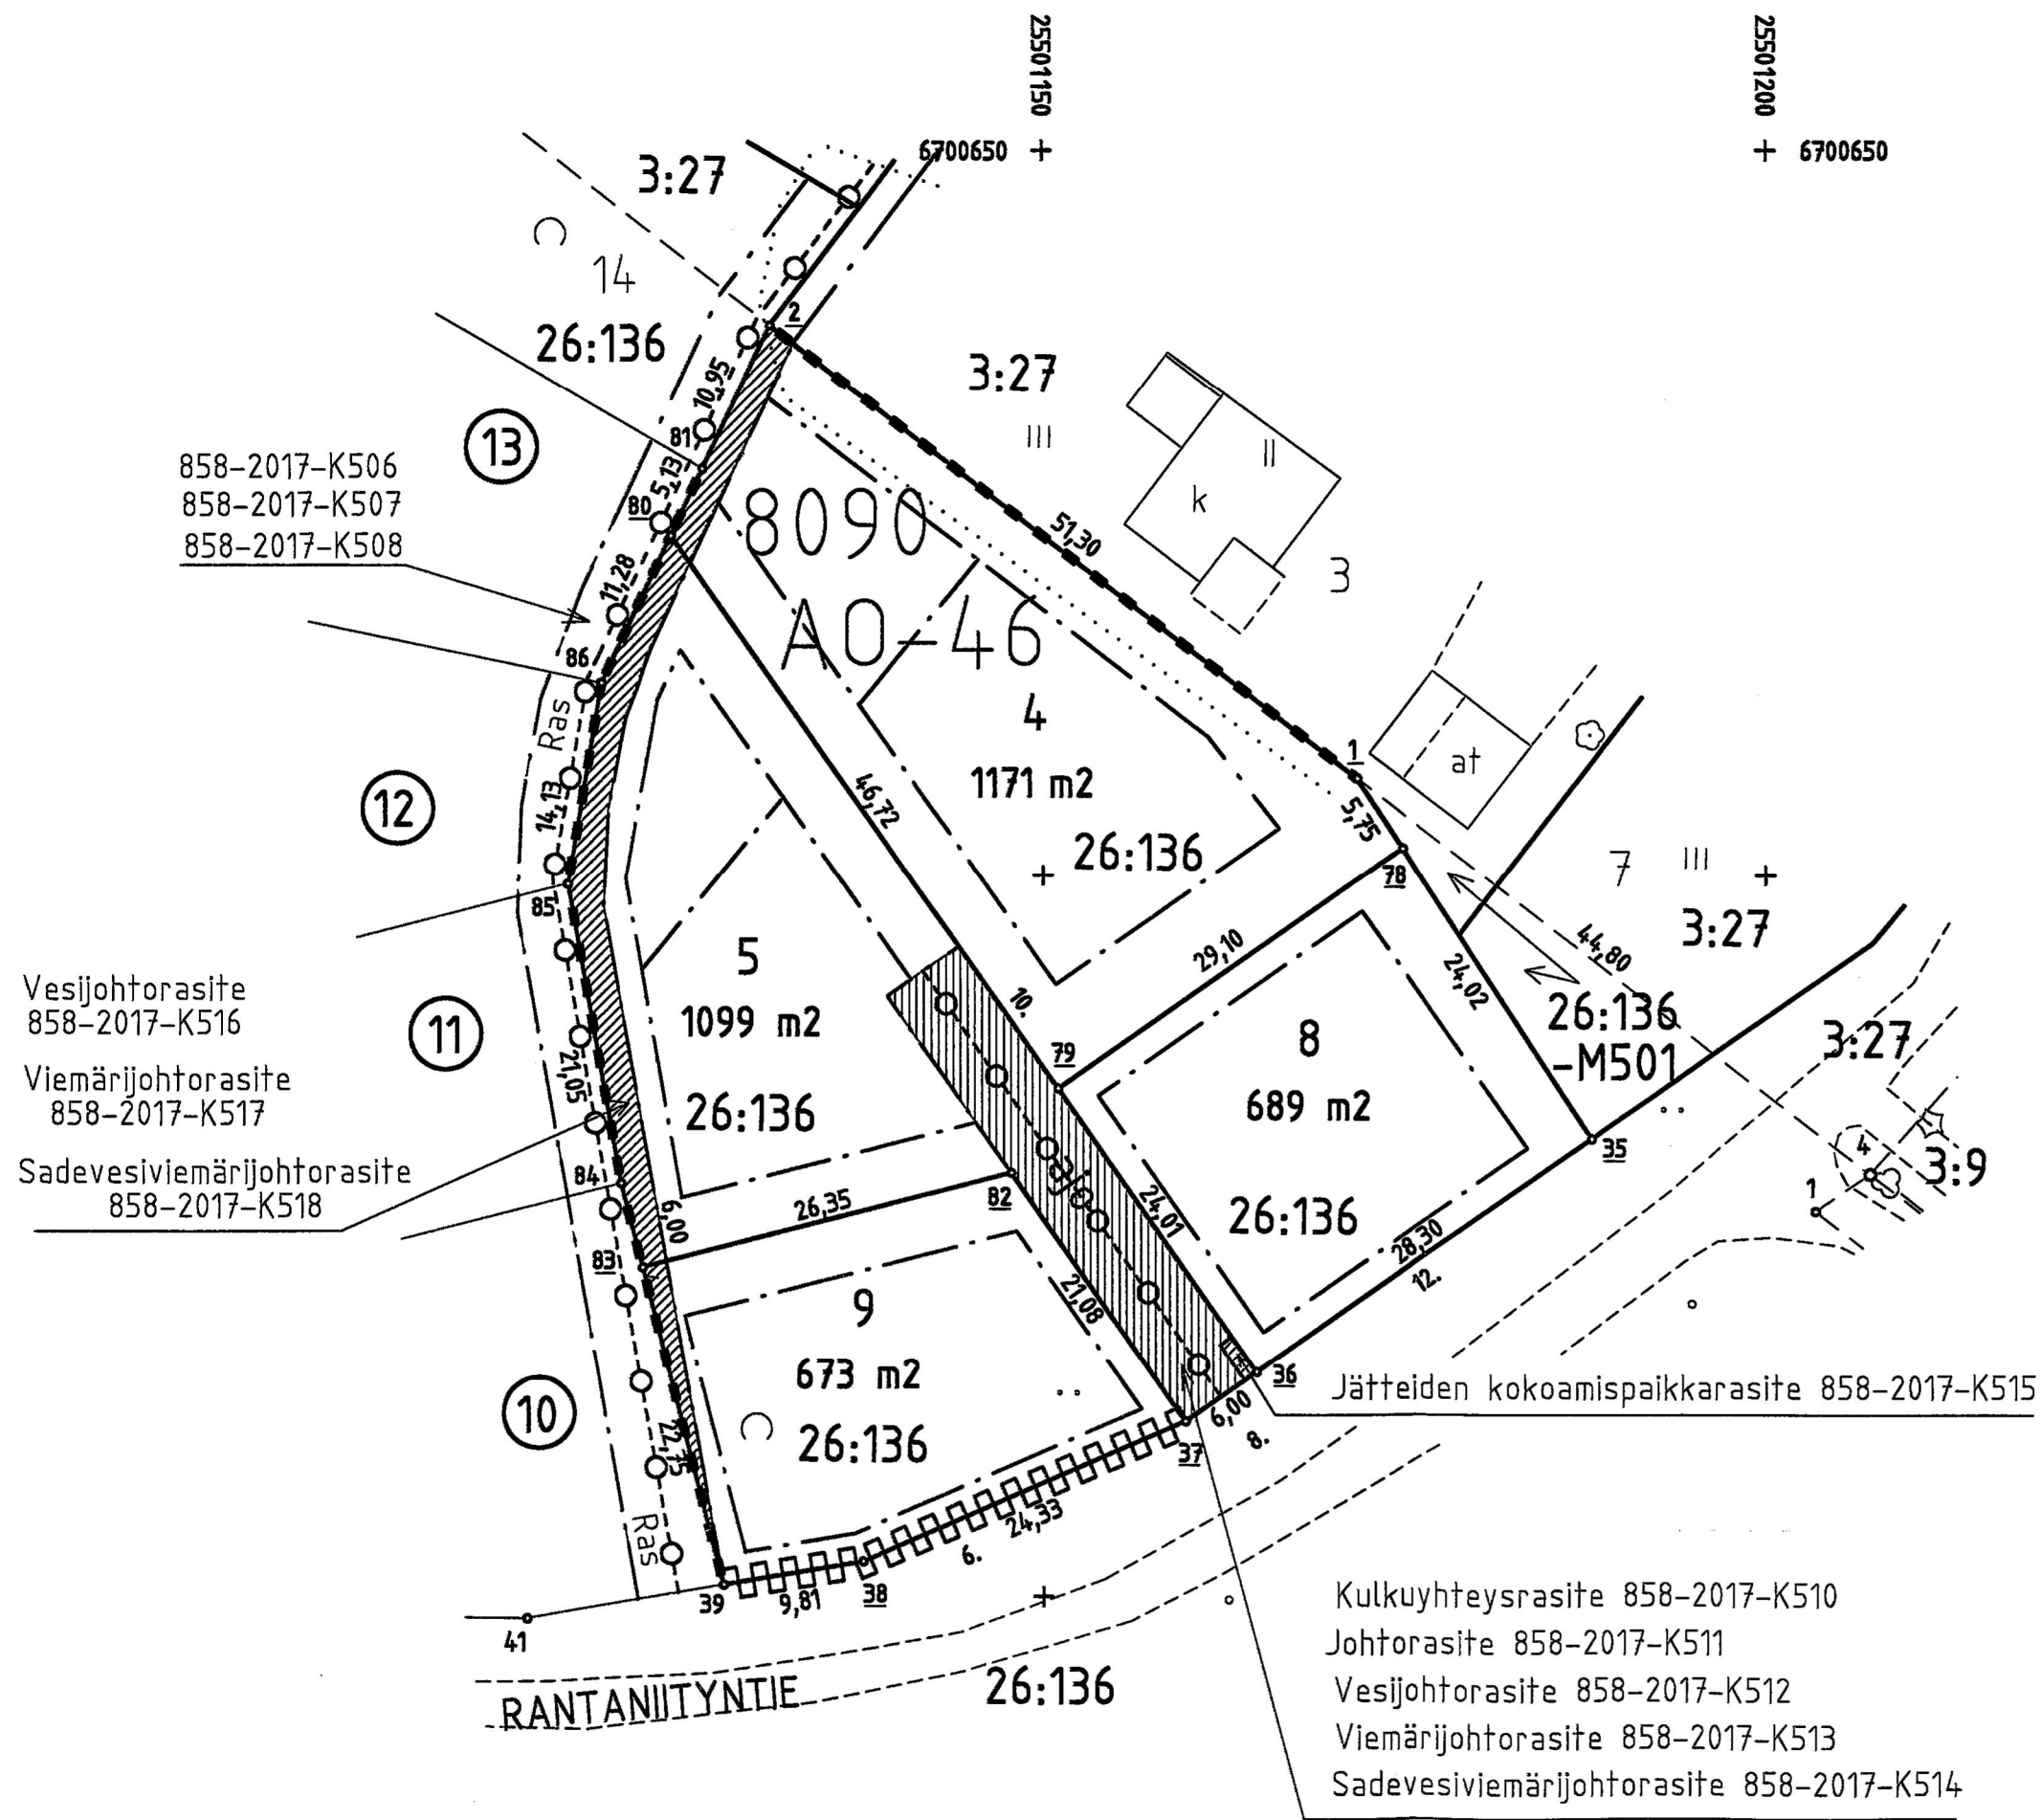 25501150
25501200
6700650
6700650
3:27
C
14
26:136
2
3:27
III
II
k
3
10,95
81
13
5,13
80
858-2017-K506
858-2017-K507
858-2017-K508
8090
AO-46
51,30
11,28
86
Ras
4
1171 m2
26:136
1
at
5,75
78
7
III
3:27
12
14,13
46,72
85
5
1099 m2
26:136
10.
29,10
24,02
44,80
26:136
-M501
3:27
Vesijohtorasite
858-2017-K516
Viemärijohtorasite
858-2017-K517
Sadevesiviemärijohtorasite
858-2017-K518
11
21,05
84
6,00
83
26,35
82
79
8
689 m2
26:136
24,01
35
4
3:9
1
28,30
12.
9
673 m2
C
26:136
21,08
10
22,75
Ras
36
Jätteiden kokoamispaikkarasite 858-2017-K515
6,00
8.
37
24,33
6.
39
9,81
38
41
RANTANIITYNTIE
26:136
Kulkuyhteysrasite 858-2017-K510
Johtorasite 858-2017-K511
Vesijohtorasite 858-2017-K512
Viemärijohtorasite 858-2017-K513
Sadevesiviemärijohtorasite 858-2017-K514